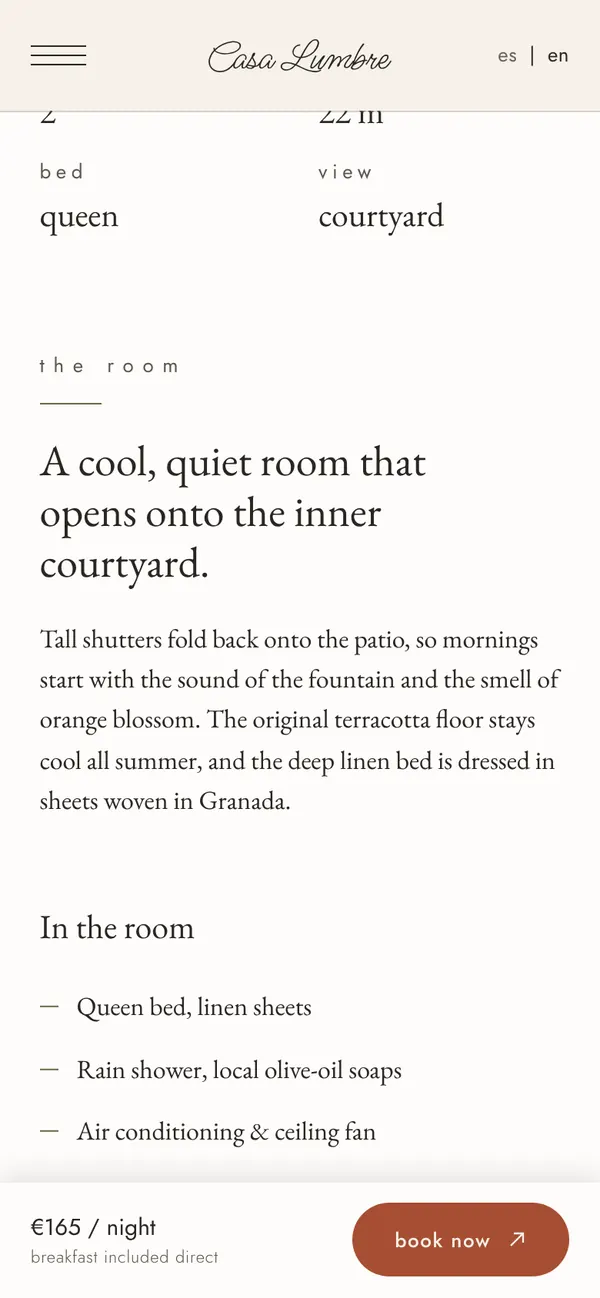 Casa Lumbre
es | en
2
22 m
bed
view
queen
courtyard
the room
A cool, quiet room that
opens onto the inner
courtyard.
Tall shutters fold back onto the patio, so mornings
start with the sound of the fountain and the smell of
orange blossom. The original terracotta floor stays
cool all summer, and the deep linen bed is dressed in
sheets woven in Granada.
In the room
— Queen bed, linen sheets
— Rain shower, local olive-oil soaps
— Air conditioning & ceiling fan
€165 / night
breakfast included direct
book now ↗